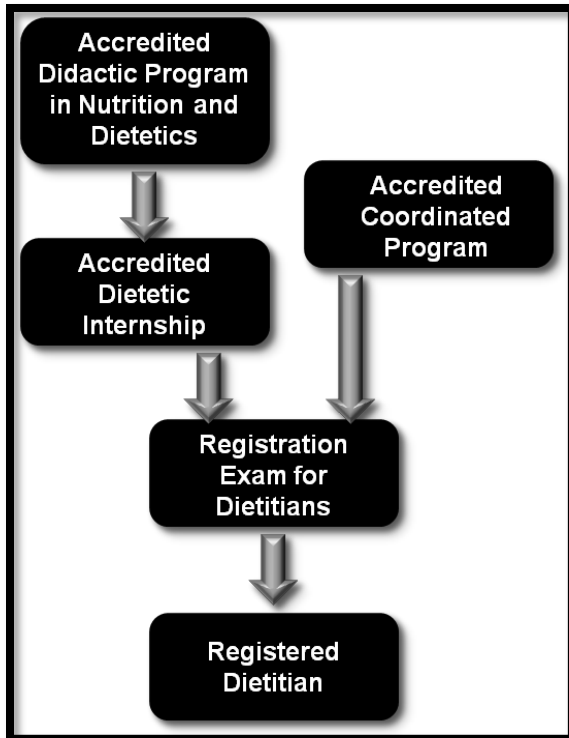 Accredited
Didactic Program
in Nutrition and
Dietetics
Accredited
Coordinated
Program
Accredited
Dietetic
Internship
Registration
Exam for
Dietitians
Registered
Dietitian